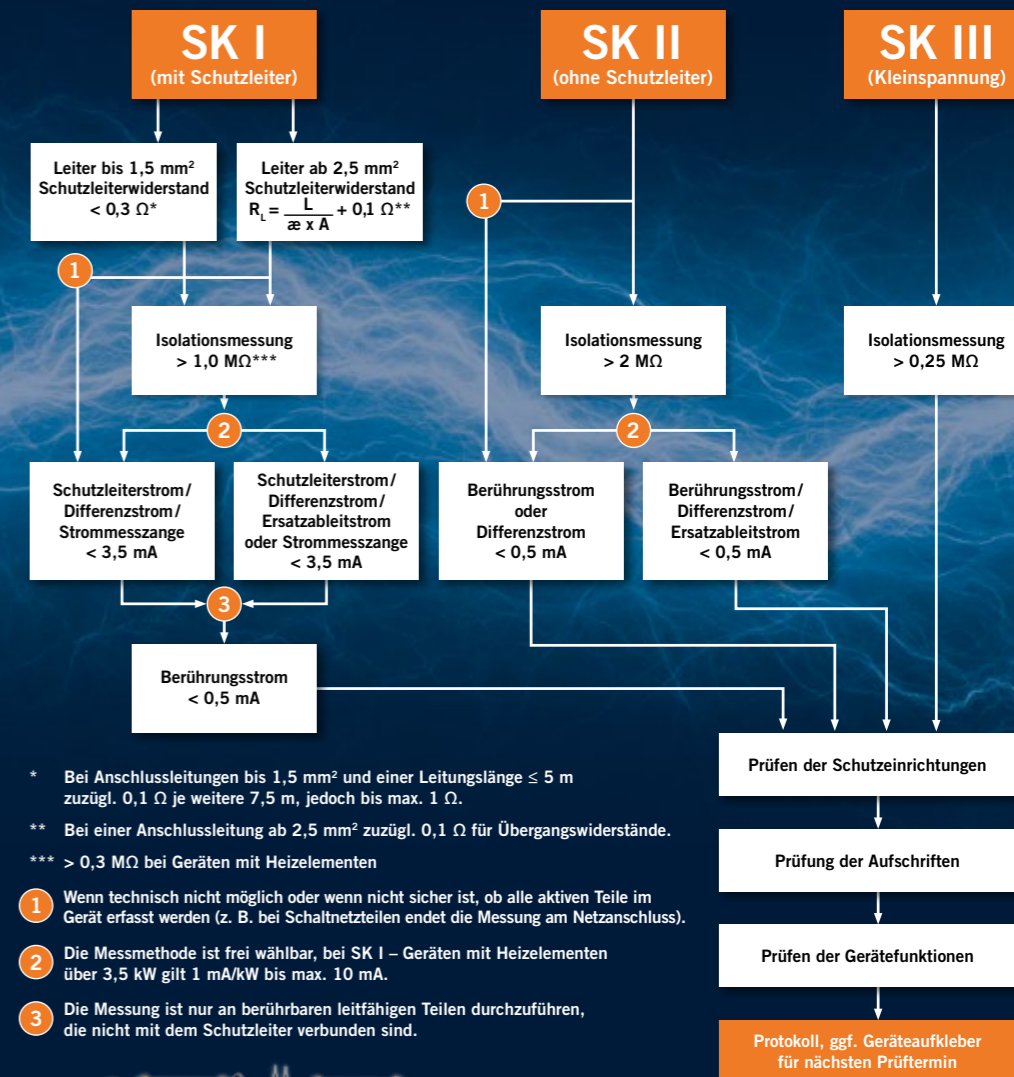 SK I
(mit Schutzleiter)
SK II
(ohne Schutzleiter)
SK III
(Kleinspannung)
Leiter bis 1,5 mm²
Schutzleiterwiderstand
< 0,3 Ω*
Leiter ab 2,5 mm²
Schutzleiterwiderstand
R_L = L / (æ x A) + 0,1 Ω**
1
1
Isolationsmessung
> 1,0 MΩ***
Isolationsmessung
> 2 MΩ
Isolationsmessung
> 0,25 MΩ
2
2
Schutzleiterstrom/
Differenzstrom/
Strommesszange
< 3,5 mA
Schutzleiterstrom/
Differenzstrom/
Ersatzableitstrom
oder Strommesszange
< 3,5 mA
Berührungsstrom
oder
Differenzstrom
< 0,5 mA
Berührungsstrom/
Differenzstrom/
Ersatzableitstrom
< 0,5 mA
3
Berührungsstrom
< 0,5 mA
Prüfen der Schutzeinrichtungen
Prüfung der Aufschriften
Prüfen der Gerätefunktionen
Protokoll, ggf. Geräteaufkleber
für nächsten Prüftermin
* Bei Anschlussleitungen bis 1,5 mm² und einer Leitungslänge ≤ 5 m
zuzügl. 0,1 Ω je weitere 7,5 m, jedoch bis max. 1 Ω.
** Bei einer Anschlussleitung ab 2,5 mm² zuzügl. 0,1 Ω für Übergangswiderstände.
*** > 0,3 MΩ bei Geräten mit Heizelementen
1 Wenn technisch nicht möglich oder wenn nicht sicher ist, ob alle aktiven Teile im
Gerät erfasst werden (z. B. bei Schaltnetzteilen endet die Messung am Netzanschluss).
2 Die Messmethode ist frei wählbar, bei SK I – Geräten mit Heizelementen
über 3,5 kW gilt 1 mA/kW bis max. 10 mA.
3 Die Messung ist nur an berührbaren leitfähigen Teilen durchzuführen,
die nicht mit dem Schutzleiter verbunden sind.